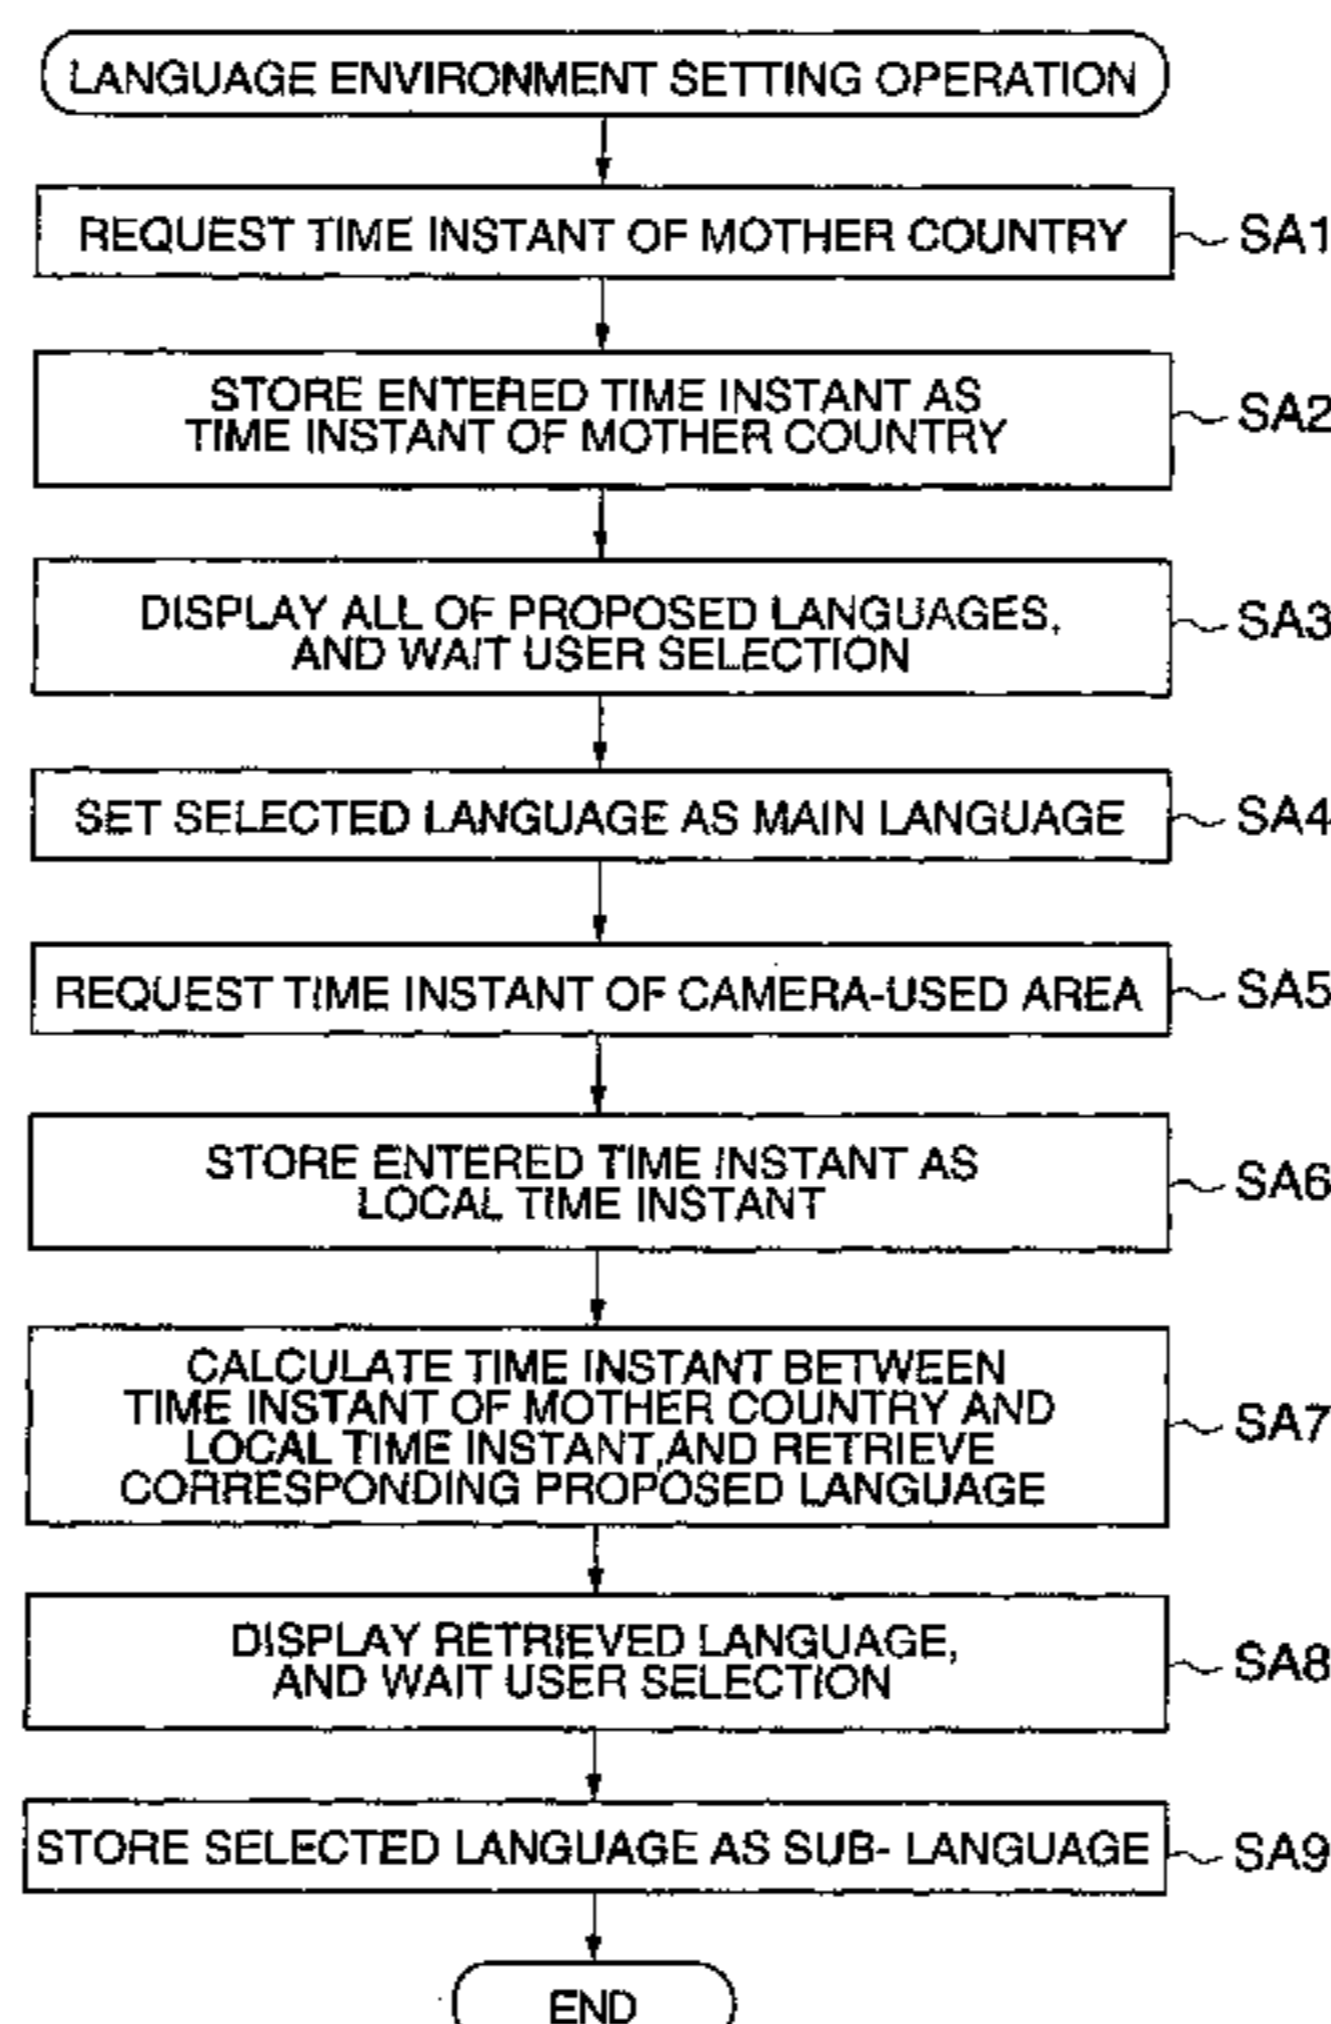 LANGUAGE ENVIRONMENT SETTING OPERATION
REQUEST TIME INSTANT OF MOTHER COUNTRY
SA1
STORE ENTERED TIME INSTANT AS
TIME INSTANT OF MOTHER COUNTRY
SA2
DISPLAY ALL OF PROPOSED LANGUAGES,
AND WAIT USER SELECTION
SA3
SET SELECTED LANGUAGE AS MAIN LANGUAGE
SA4
REQUEST TIME INSTANT OF CAMERA-USED AREA
SA5
STORE ENTERED TIME INSTANT AS
LOCAL TIME INSTANT
SA6
CALCULATE TIME INSTANT BETWEEN
TIME INSTANT OF MOTHER COUNTRY AND
LOCAL TIME INSTANT,AND RETRIEVE
CORRESPONDING PROPOSED LANGUAGE
SA7
DISPLAY RETRIEVED LANGUAGE,
AND WAIT USER SELECTION
SA8
STORE SELECTED LANGUAGE AS SUB- LANGUAGE
SA9
END